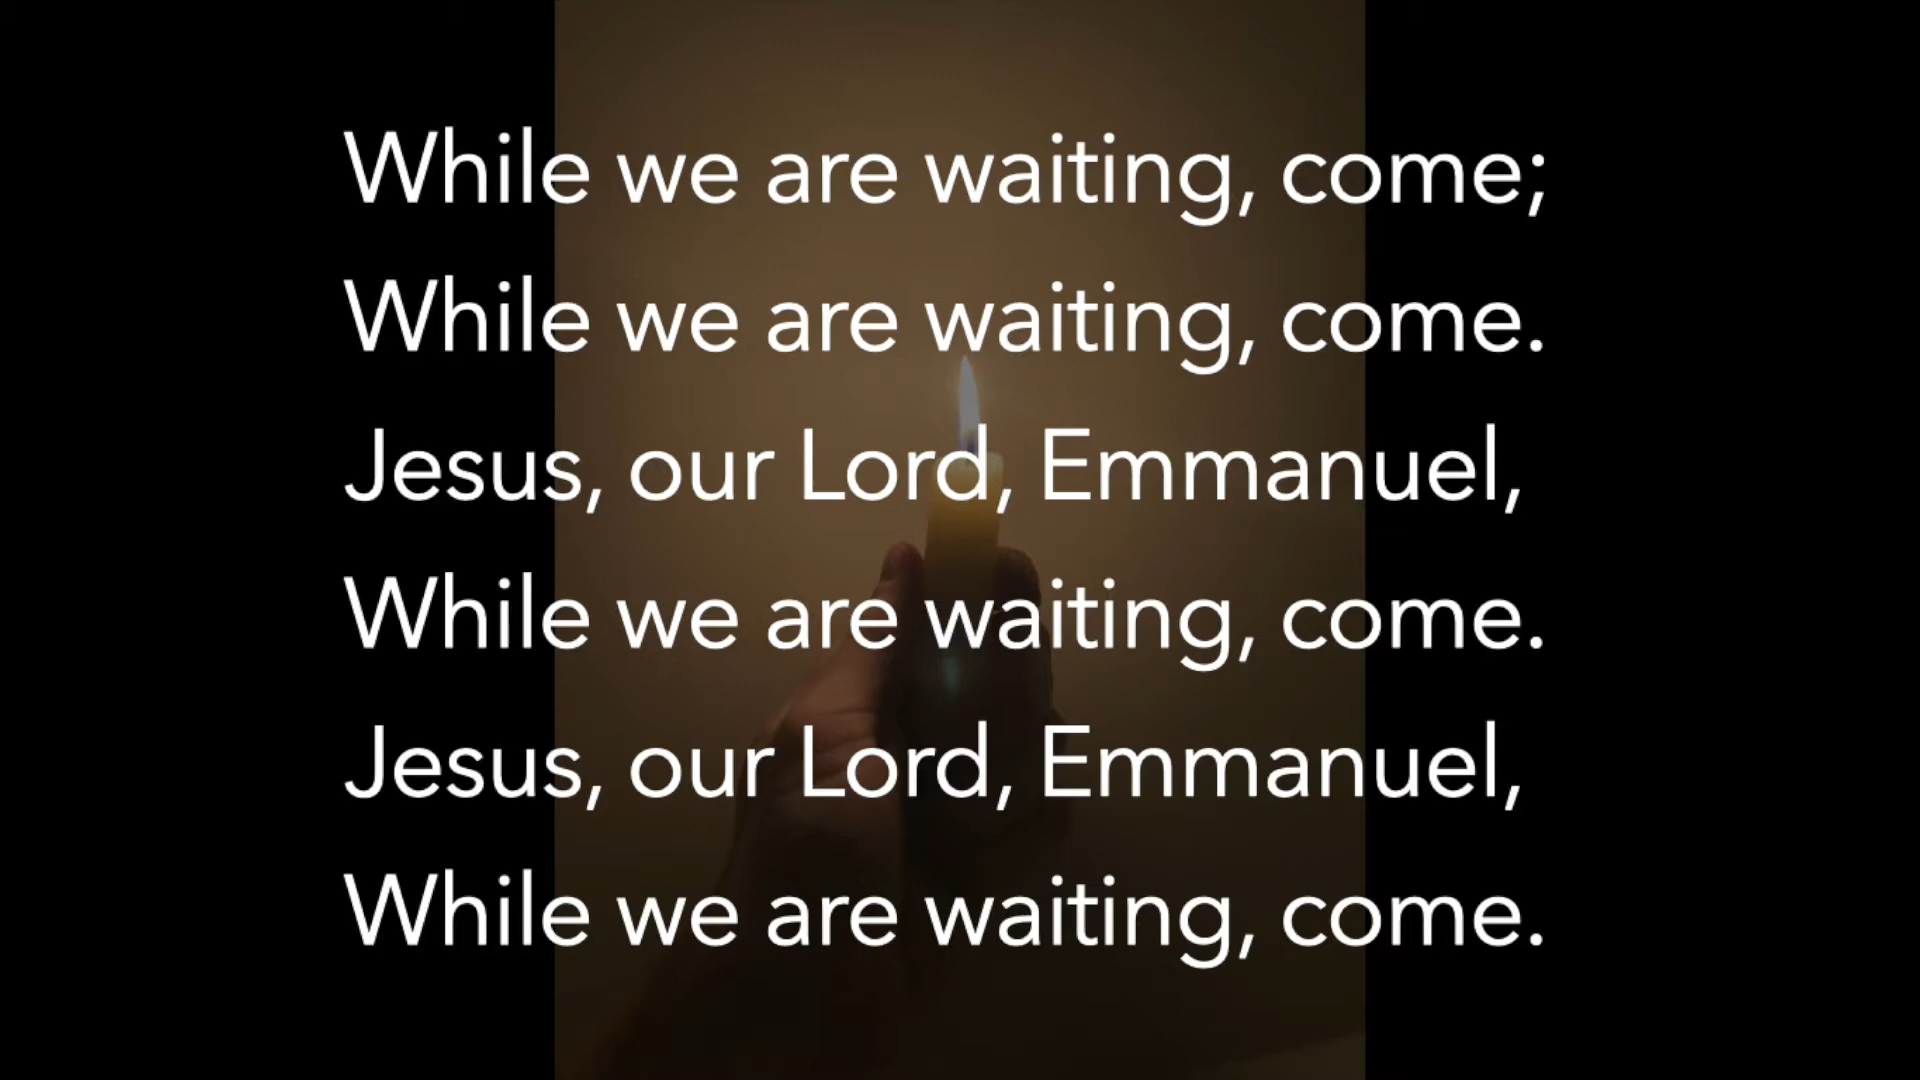 While we are waiting, come;
While we are waiting, come.
Jesus, our Lord, Emmanuel,
While we are waiting, come.
Jesus, our Lord, Emmanuel,
While we are waiting, come.